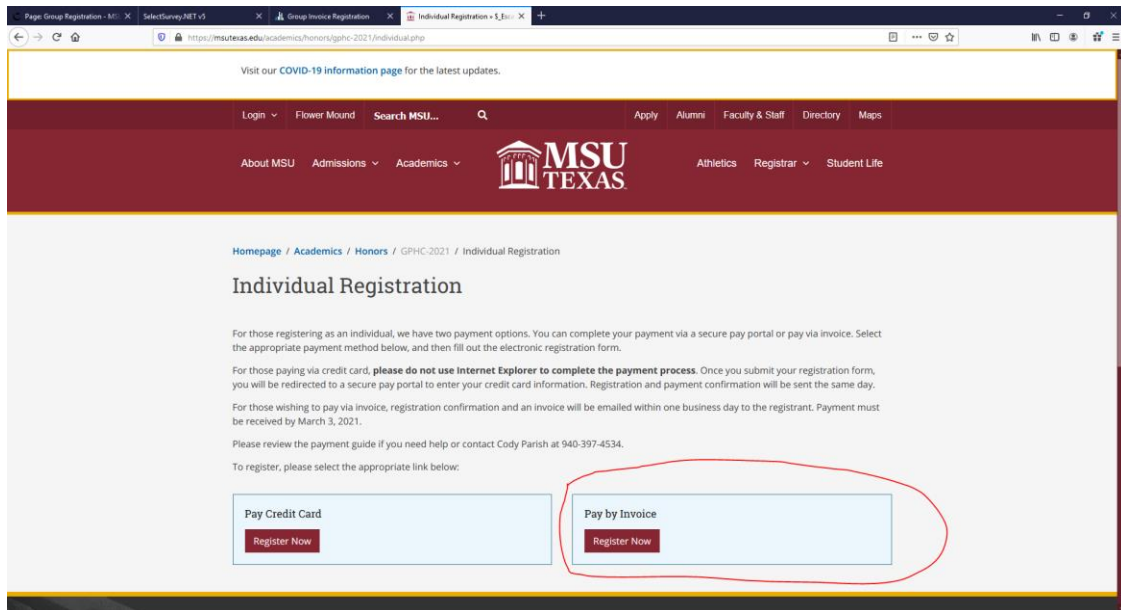 Page: Group Registration - MSU
SelectSurvey.NET v5
Group Invoice Registration
Individual Registration
https://msutexas.edu/academics/honors/gphc-2021/individual.php
Visit our COVID-19 information page for the latest updates.
Login Flower Mound Search MSU... Apply Alumni Faculty & Staff Directory Maps
About MSU Admissions Academics MSU TEXAS Athletics Registrar Student Life
Homepage / Academics / Honors / GPHC-2021 / Individual Registration
Individual Registration
For those registering as an individual, we have two payment options. You can complete your payment via a secure pay portal or pay via invoice. Select
the appropriate payment method below, and then fill out the electronic registration form.
For those paying via credit card, please do not use Internet Explorer to complete the payment process. Once you submit your registration form,
you will be redirected to a secure pay portal to enter your credit card information. Registration and payment confirmation will be sent the same day.
For those wishing to pay via invoice, registration confirmation and an invoice will be emailed within one business day to the registrant. Payment must
be received by March 3, 2021.
Please review the payment guide if you need help or contact Cody Parish at 940-397-4534.
To register, please select the appropriate link below:
Pay Credit Card
Register Now
Pay by Invoice
Register Now